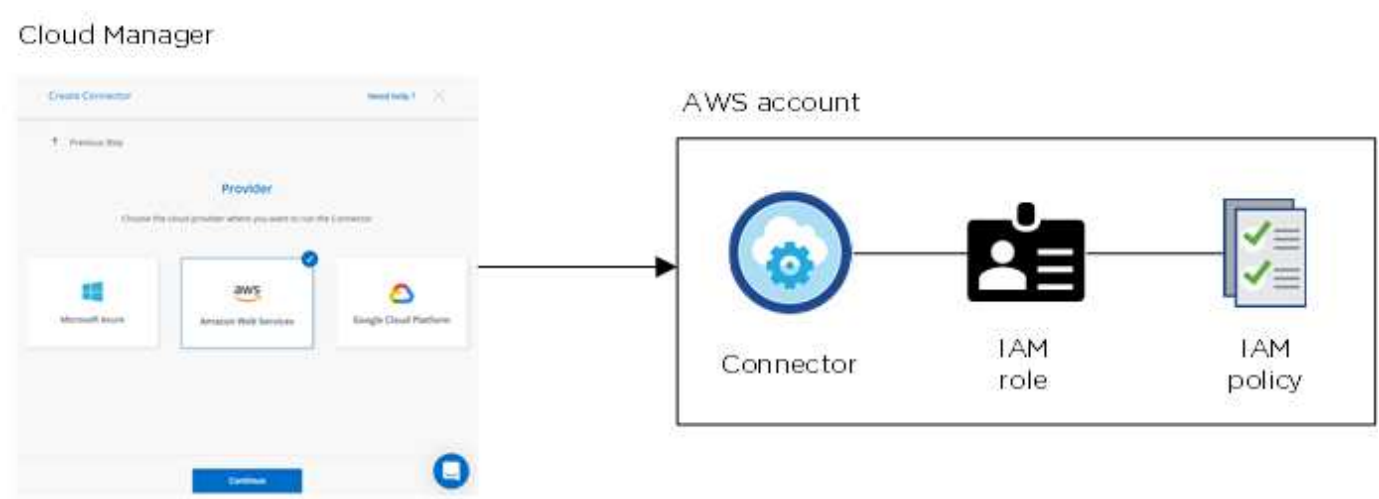 Cloud Manager
Create Connector
Need help?
Previous Step
Provider
Choose the cloud provider where you want to run the Connector
aws
Microsoft Azure
Amazon Web Services
Google Cloud Platform
Continue
AWS account
Connector
IAM
role
IAM
policy